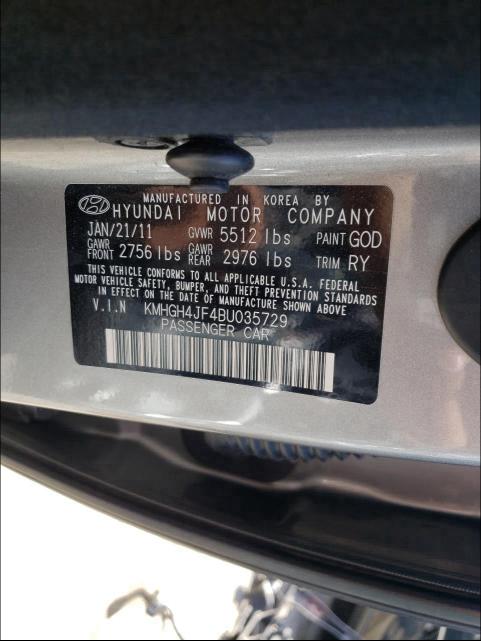 MANUFACTURED IN KOREA BY
HYUNDAI MOTOR COMPANY
JAN/21/11 GVWR 5512 lbs PAINT GOD
GAWR FRONT 2756 lbs GAWR REAR 2976 lbs TRIM RY
THIS VEHICLE CONFORMS TO ALL APPLICABLE U.S.A. FEDERAL
MOTOR VEHICLE SAFETY, BUMPER, AND THEFT PREVENTION STANDARDS
IN EFFECT ON THE DATE OF MANUFACTURE SHOWN ABOVE
V.I.N KMHGH4JF4BU035729
PASSENGER CAR